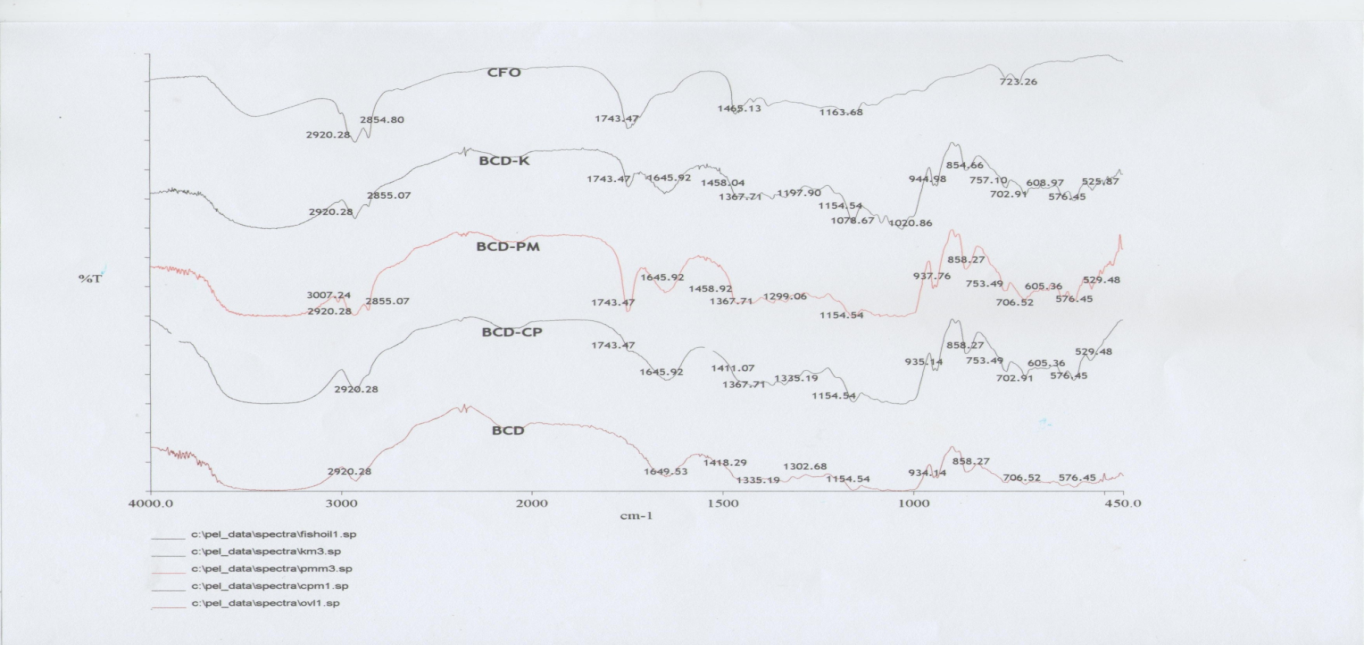 CFO
723.26
2854.80
1465.13
1163.68
1743.47
2920.28
BCD-K
854.66
1743.47 1645.92 944.98 757.10
1458.04 608.97 525.87
2855.07 1367.71 1197.90 702.91 576.45
2920.28 1154.54
1078.67 1020.86
BCD-PM
858.27
%T
1645.92 937.76
753.49 529.48
3007.24 1458.92 605.36
2855.07 1743.47 1367.71 1299.06 706.52 576.45
2920.28 1154.54
BCD-CP
1743.47 858.27
529.48
935.14 753.49 605.36
1645.92 1411.07 702.91 576.45
2920.28 1367.71 1335.19
1154.54
BCD
1418.29 1302.68 858.27
2920.28 1649.53 934.14
1335.19 1154.54 706.52 576.45
4000.0 3000 2000 1500 1000 450.0
cm-1
c:\pel_data\spectra\fishoil1.sp
c:\pel_data\spectra\km3.sp
c:\pel_data\spectra\pmm3.sp
c:\pel_data\spectra\cpm1.sp
c:\pel_data\spectra\ovl1.sp